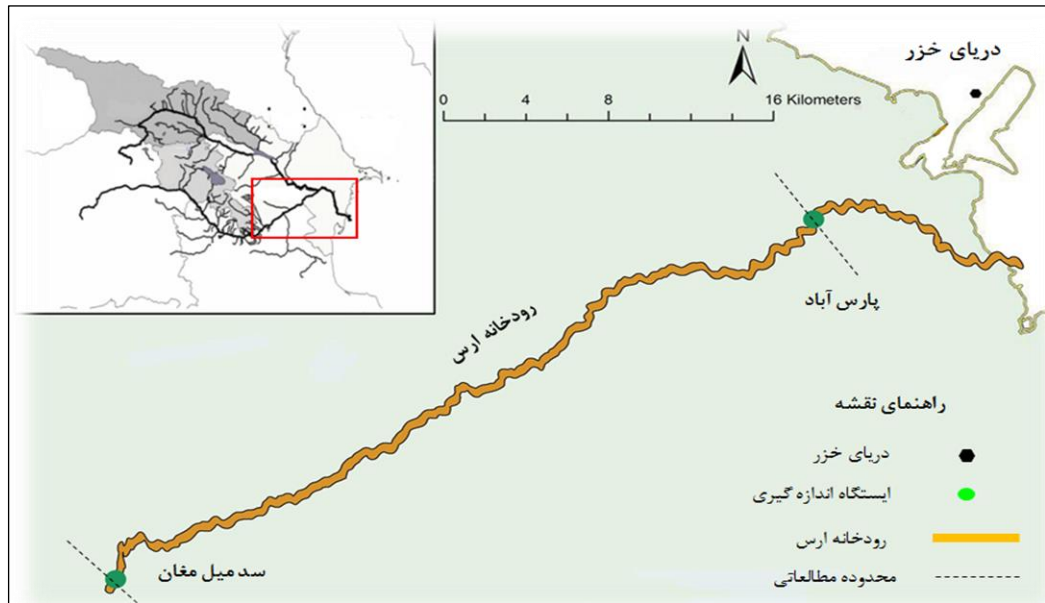 N
دریای خزر
0 4 8 16 Kilometers
پارس آباد
رودخانه ارس
سد میل مغان
راهنمای نقشه
دریای خزر
ایستگاه اندازه گیری
رودخانه ارس
محدوده مطالعاتی